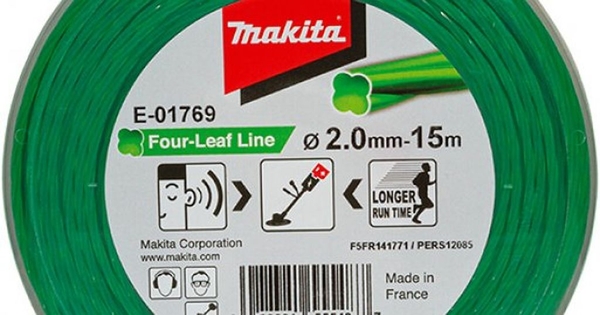 makita
E-01769
Four-Leaf Line
ø 2.0mm-15m
LONGER
RUN TIME
F5FR141771 / PERS12085
Makita Corporation
www.makita.com
Made in
France